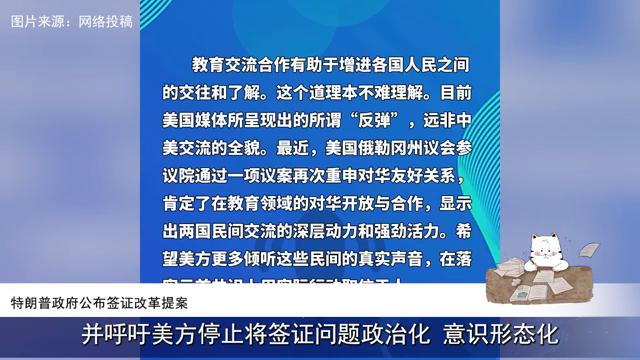 图片来源：网络投稿
教育交流合作有助于增进各国人民之间
的交往和了解。这个道理本不难理解。目前
美国媒体所呈现出的所谓“反弹”，远非中
美交流的全貌。最近，美国俄勒冈州议会参
议院通过一项议案再次重申对华友好关系，
肯定了在教育领域的对华开放与合作，显示
出两国民间交流的深层动力和强劲活力。希
望美方更多倾听这些民间的真实声音，在落
特朗普政府公布签证改革提案
并呼吁美方停止将签证问题政治化 意识形态化